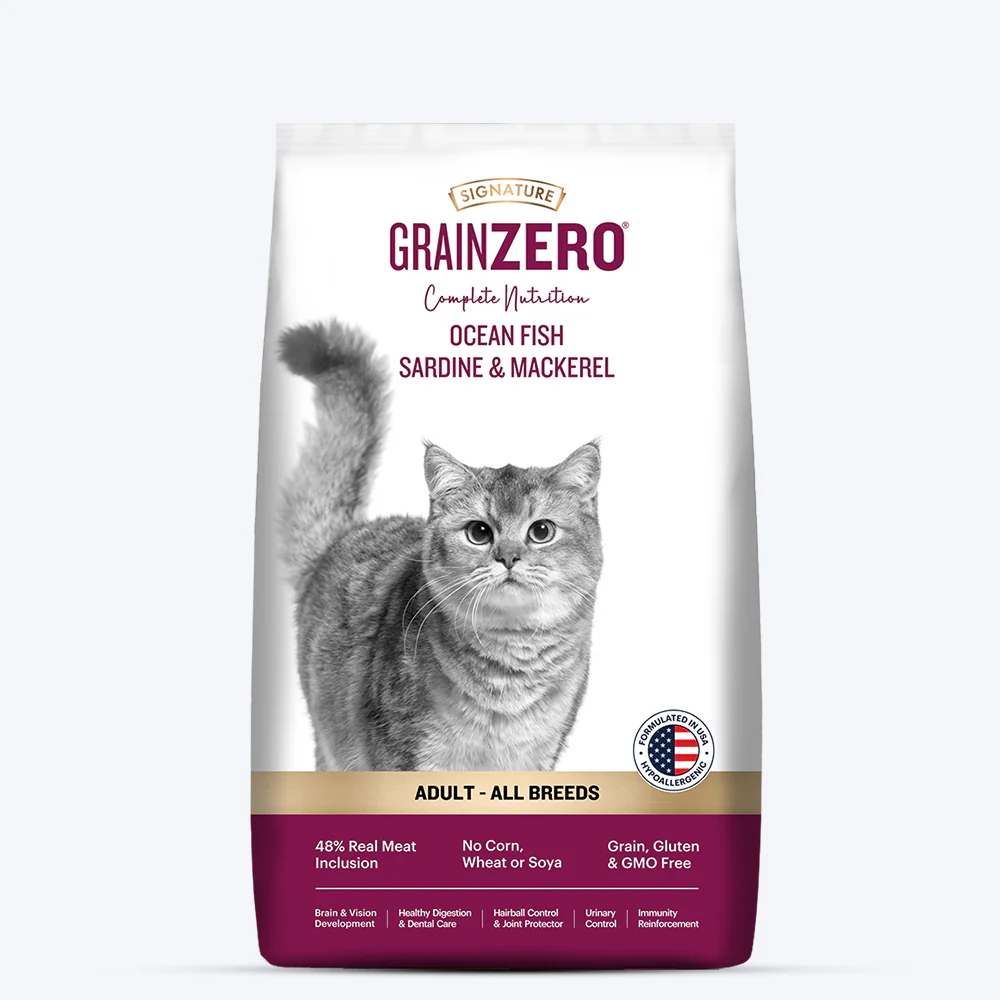 SIGNATURE
GRAINZERO®
Complete Nutrition
OCEAN FISH
SARDINE & MACKEREL
FORMULATED IN USA
HYPOALLERGENIC
ADULT - ALL BREEDS
48% Real Meat
Inclusion
No Corn,
Wheat or Soya
Grain, Gluten
& GMO Free
Brain & Vision
Development
Healthy Digestion
& Dental Care
Hairball Control
& Joint Protector
Urinary
Control
Immunity
Reinforcement